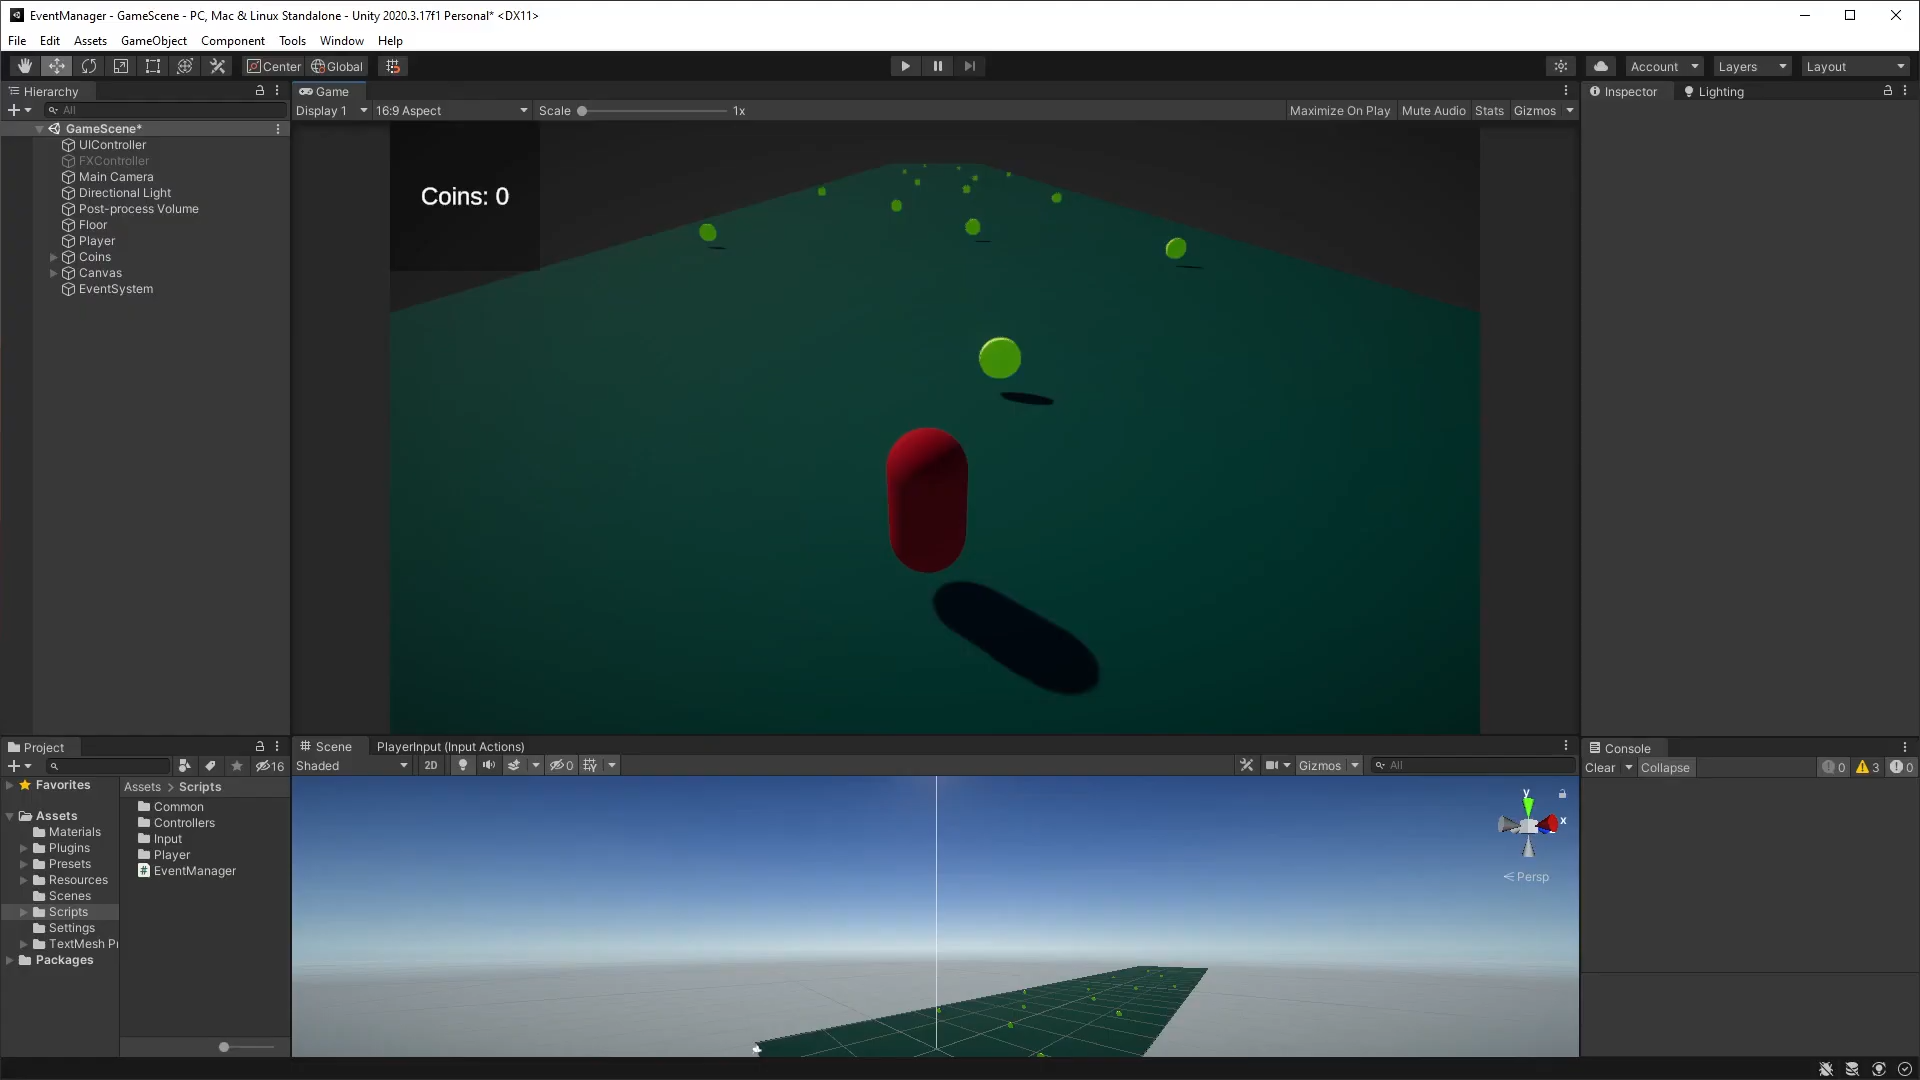 EventManager - GameScene - PC, Mac & Linux Standalone - Unity 2020.3.17f1 Personal* <DX11>
File Edit Assets GameObject Component Tools Window Help
Center Global Account Layers Layout
Hierarchy
All
GameScene*
UIController
FXController
Main Camera
Directional Light
Post-process Volume
Floor
Player
Coins
Canvas
EventSystem
Game
Display 1 16:9 Aspect Scale 1x Maximize On Play Mute Audio Stats Gizmos
Coins: 0
Inspector Lighting
Project
16
Favorites
Assets
Materials
Plugins
Presets
Resources
Scenes
Scripts
Settings
TextMesh Pr
Packages
Assets > Scripts
Common
Controllers
Input
Player
EventManager
Scene PlayerInput (Input Actions)
Shaded 2D 0 Gizmos All
y
x
Persp
Console
Clear Collapse 0 3 0